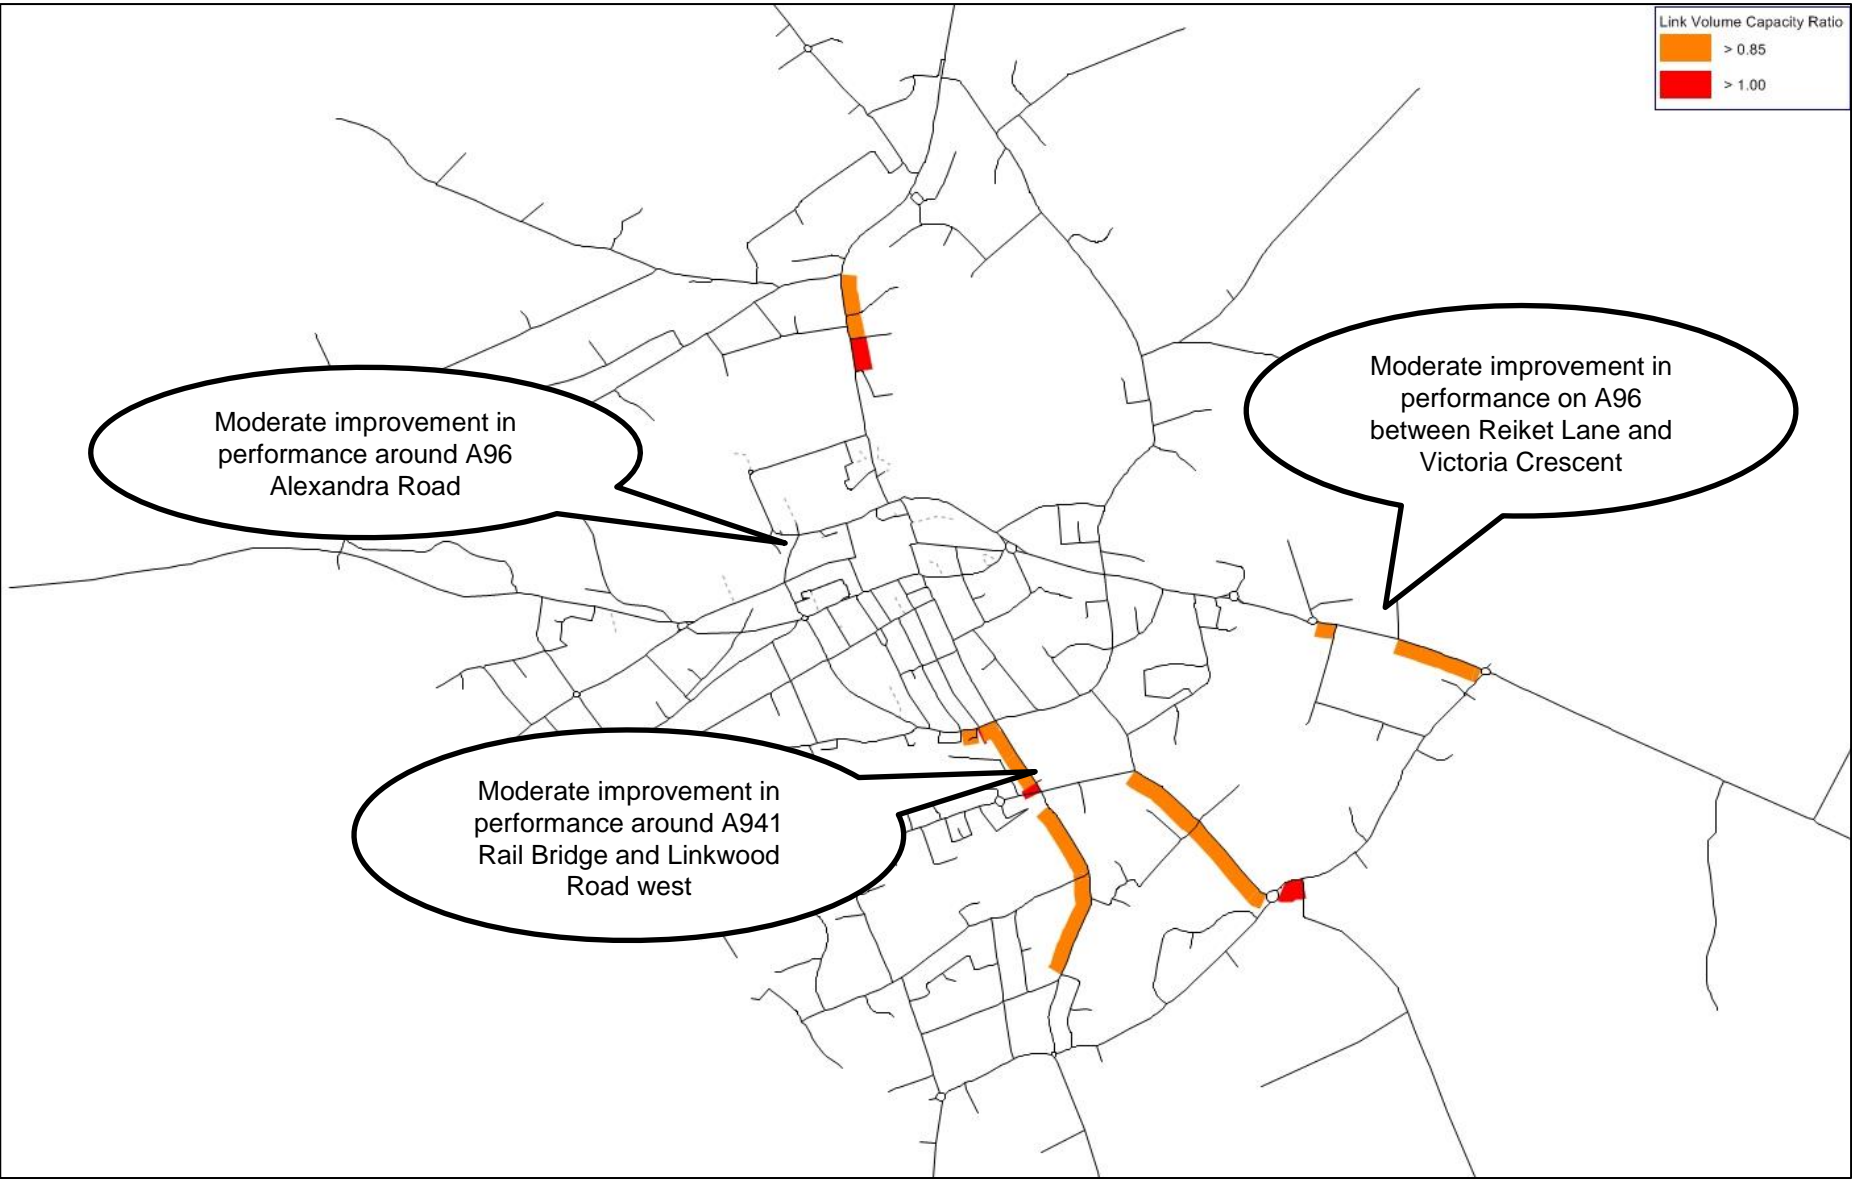 Link Volume Capacity Ratio
> 0.85
> 1.00
Moderate improvement in
performance on A96
between Reiket Lane and
Victoria Crescent
Moderate improvement in
performance around A96
Alexandra Road
Moderate improvement in
performance around A941
Rail Bridge and Linkwood
Road west